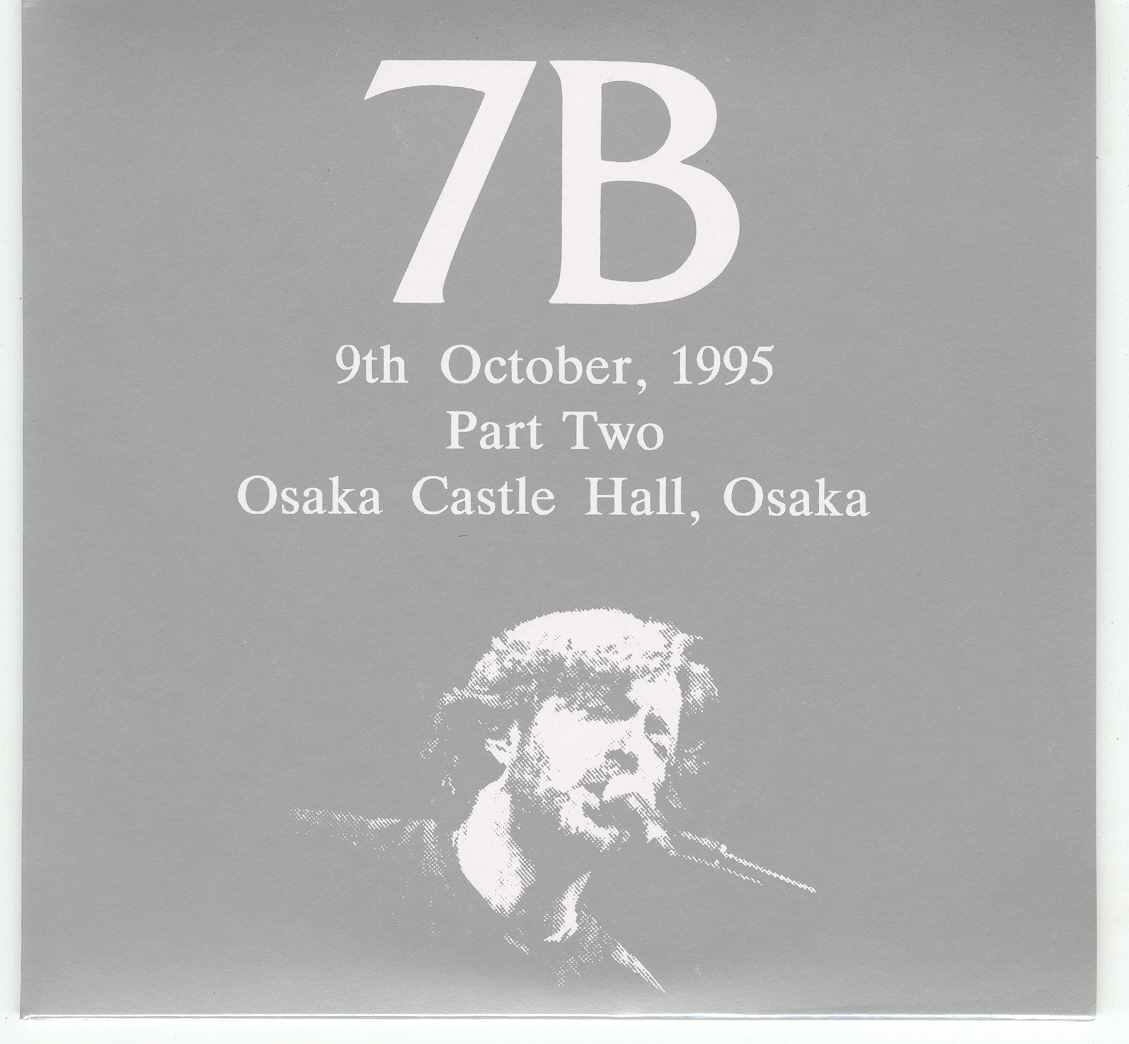 7B
9th October, 1995
Part Two
Osaka Castle Hall, Osaka